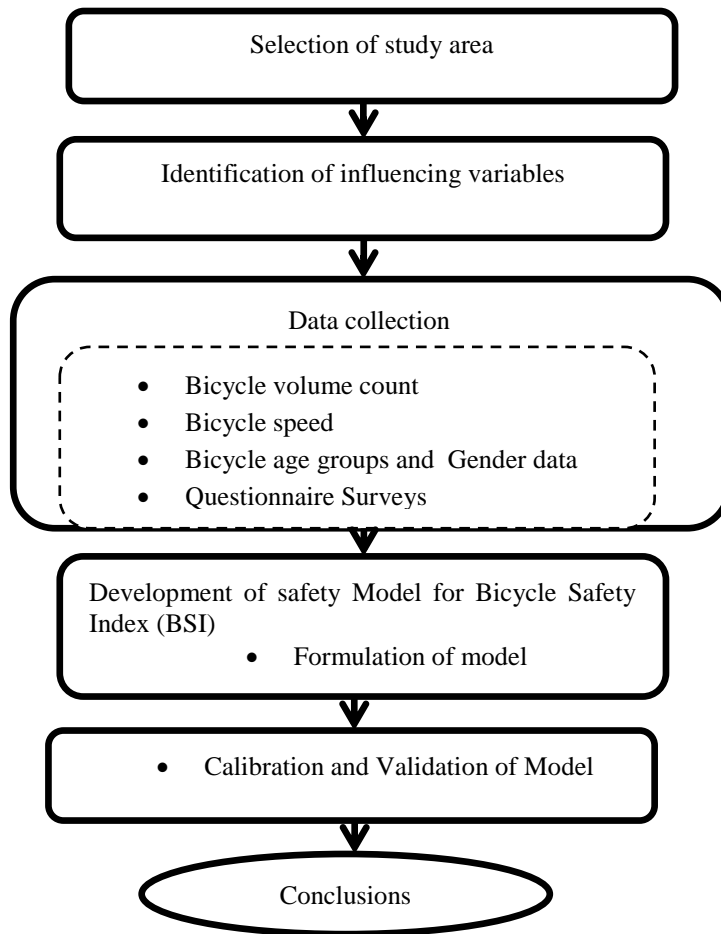 Selection of study area
Identification of influencing variables
Data collection
• Bicycle volume count
• Bicycle speed
• Bicycle age groups and Gender data
• Questionnaire Surveys
Development of safety Model for Bicycle Safety
Index (BSI)
• Formulation of model
• Calibration and Validation of Model
Conclusions